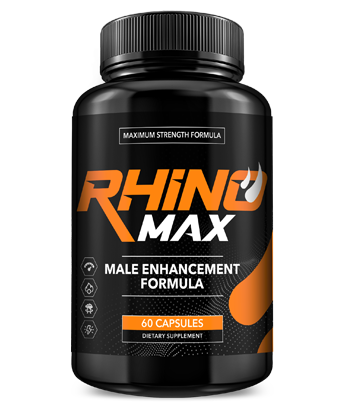 MAXIMUM STRENGTH FORMULA
RHINO
MAX
MALE ENHANCEMENT
FORMULA
60 CAPSULES
DIETARY SUPPLEMENT